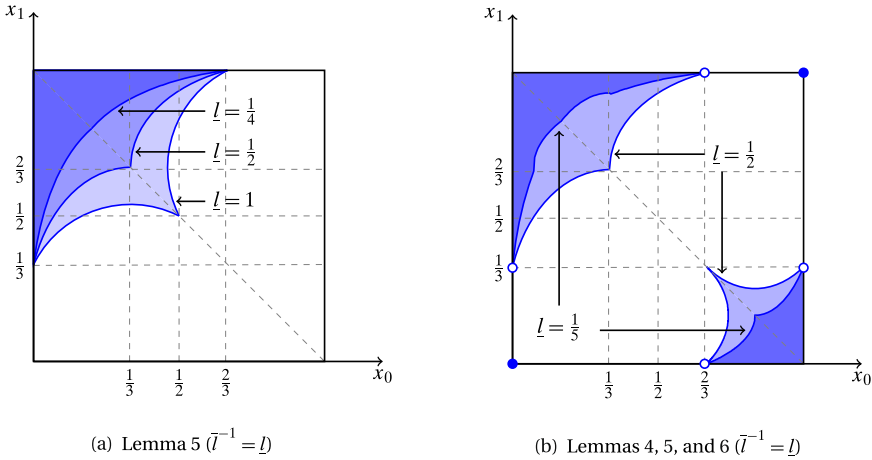 x₁
l̲ = 1/4
l̲ = 1/2
l̲ = 1
2/3
1/2
1/3
1/3 1/2 2/3
x₀
(a) Lemma 5 (l̅⁻¹ = l̲)
x₁
l̲ = 1/2
l̲ = 1/5
2/3
1/2
1/3
1/3 1/2 2/3
x₀
(b) Lemmas 4, 5, and 6 (l̅⁻¹ = l̲)